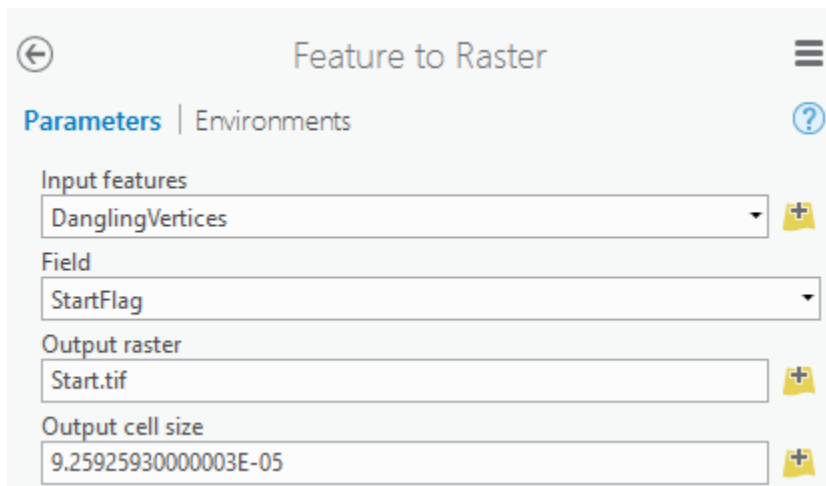 Feature to Raster
Parameters | Environments
?
Input features
DanglingVertices
Field
StartFlag
Output raster
Start.tif
Output cell size
9.25925930000003E-05